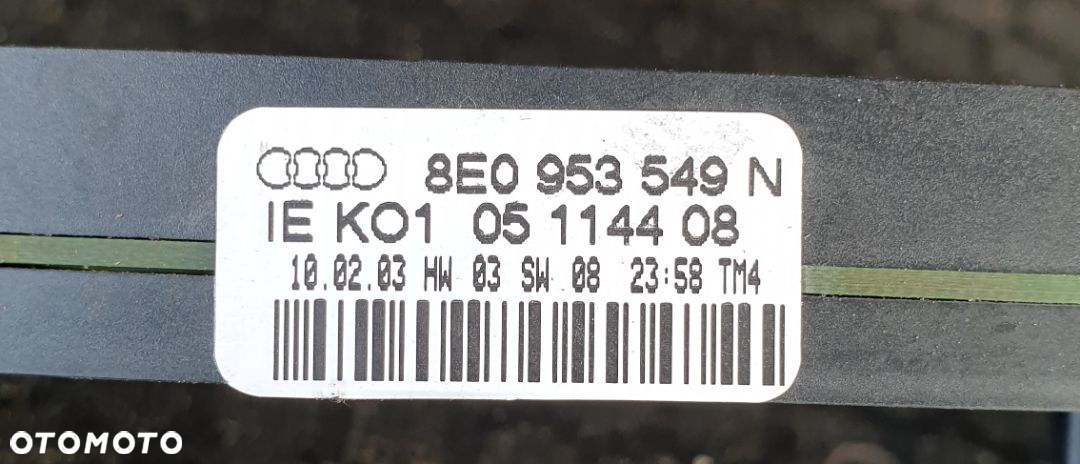 8E0 953 549 N
IE KO1 05 1144 08
10.02.03 HW 03 SW 08 23:58 TM4
OTOMOTO